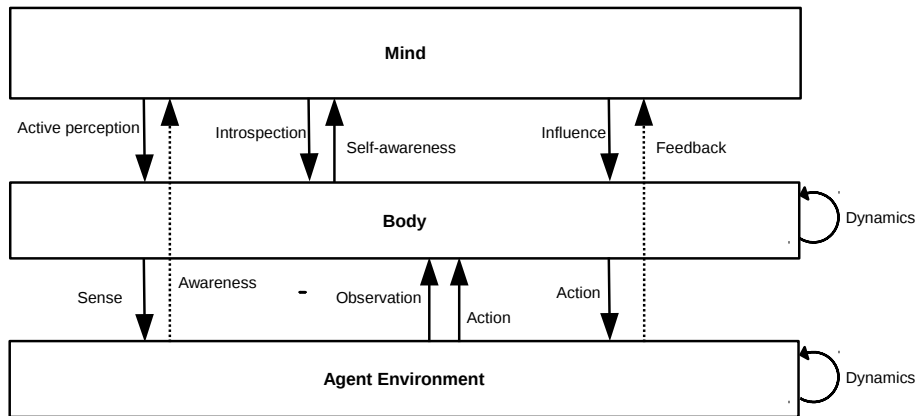 Mind
Active perception
Introspection
Self-awareness
Influence
Feedback
Body
Dynamics
Sense
Awareness
-
Observation
Action
Action
Agent Environment
Dynamics